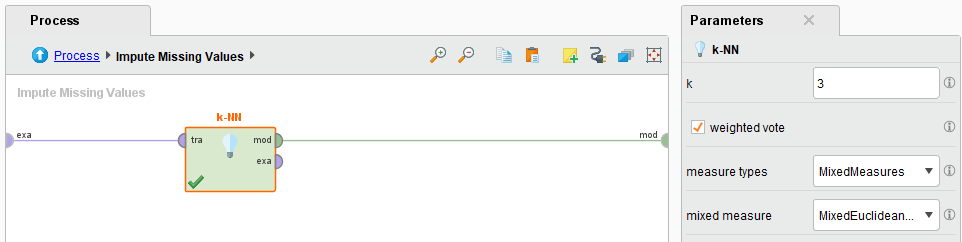 Process
Process Impute Missing Values
Impute Missing Values
k-NN
exa
tra
mod
exa
mod
Parameters
k-NN
k
3
weighted vote
measure types
MixedMeasures
mixed measure
MixedEuclidean...